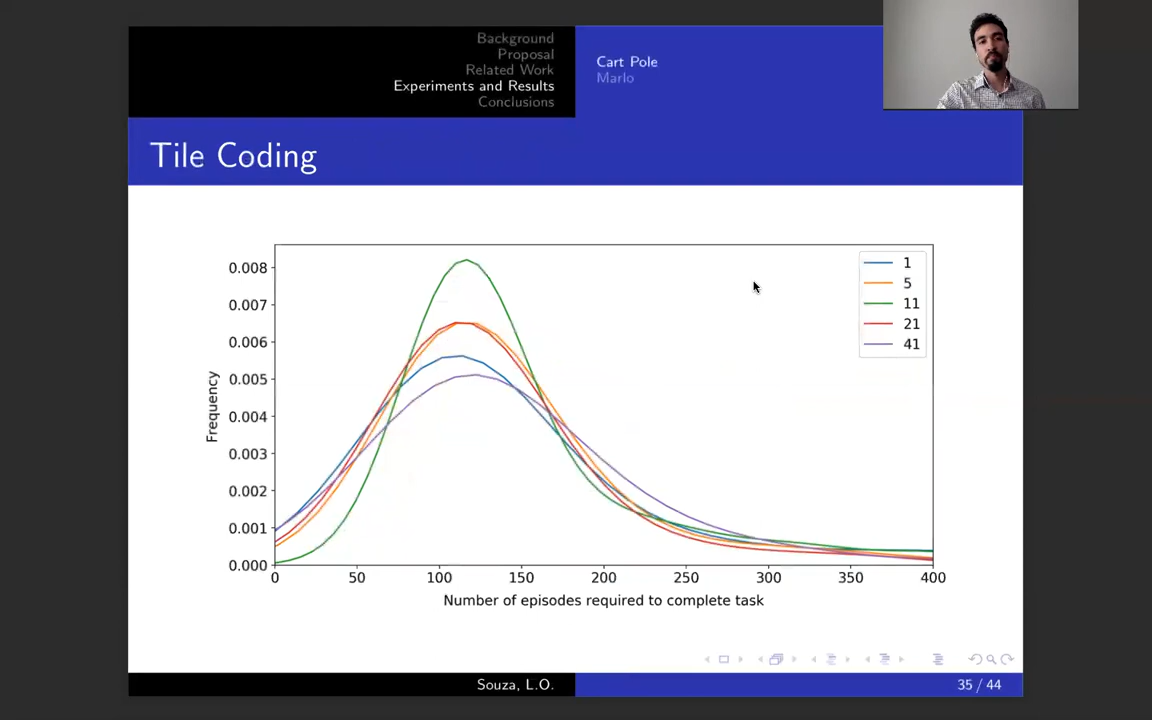 Background
Proposal
Related Work
Experiments and Results
Conclusions
Cart Pole
Marlo
Tile Coding
0.008
0.007
0.006
0.005
0.004
0.003
0.002
0.001
0.000
Frequency
0 50 100 150 200 250 300 350 400
Number of episodes required to complete task
1
5
11
21
41
Souza, L.O.
35 / 44